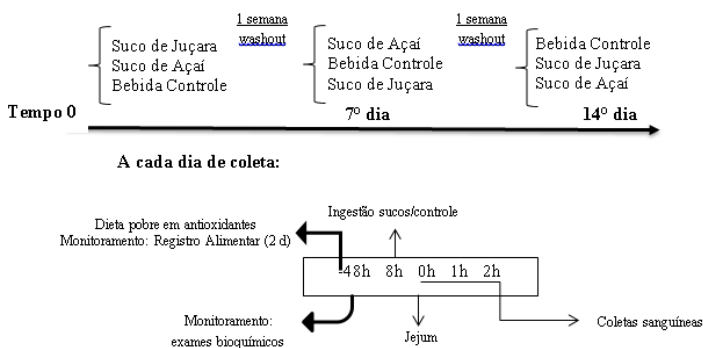 1 semana
washout
1 semana
washout
Suco de Juçara
Suco de Açaí
Bebida Controle
Suco de Açaí
Bebida Controle
Suco de Juçara
Bebida Controle
Suco de Juçara
Suco de Açaí
Tempo 0
7º dia
14º dia
A cada dia de coleta:
Ingestão sucos/controle
Dieta pobre em antioxidantes
Monitoramento: Registro Alimentar (2 d)
-48h 8h 0h 1h 2h
Monitoramento:
exames bioquímicos
Jejum
Coletas sanguíneas